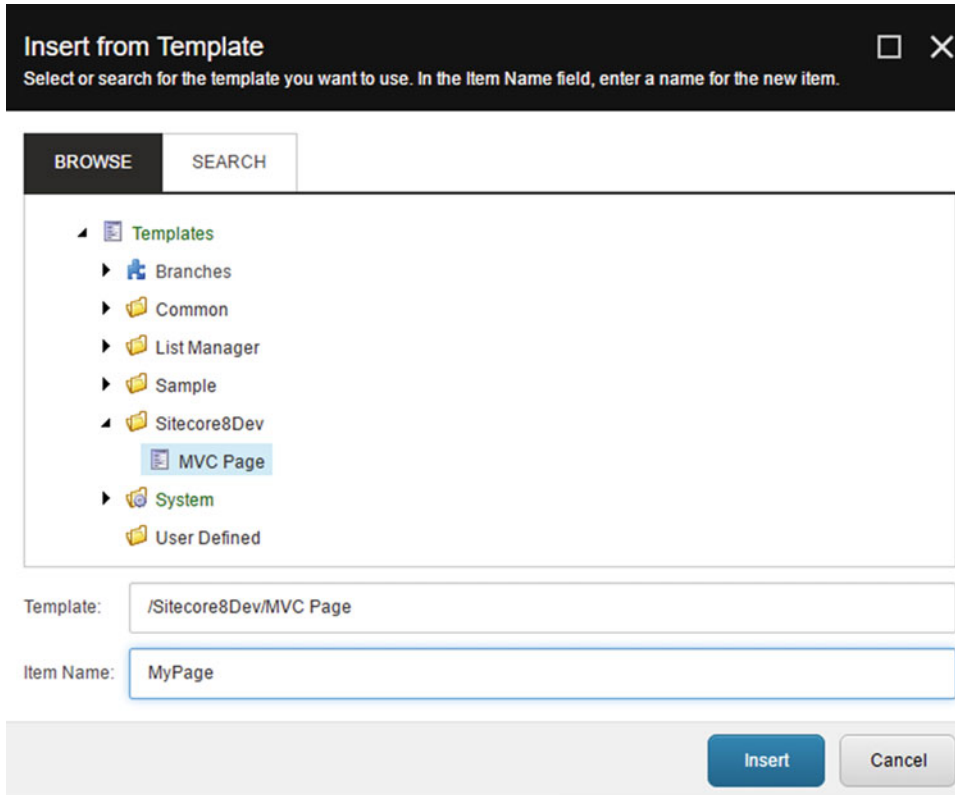 Insert from Template
Select or search for the template you want to use. In the Item Name field, enter a name for the new item.
BROWSE SEARCH
Templates
Branches
Common
List Manager
Sample
Sitecore8Dev
MVC Page
System
User Defined
Template: /Sitecore8Dev/MVC Page
Item Name: MyPage
Insert Cancel